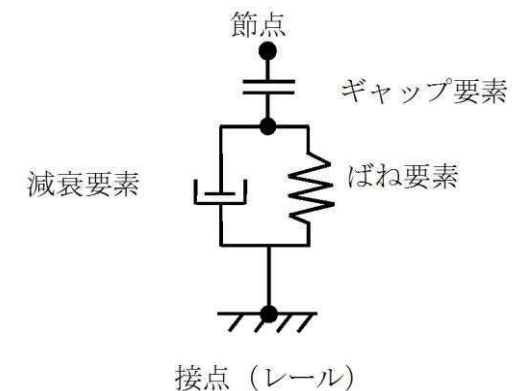 節点
ギャップ要素
減衰要素
ばね要素
接点（レール）